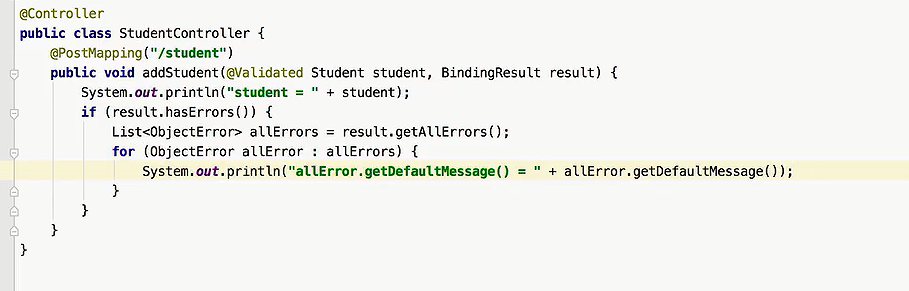 @Controller
public class StudentController {
    @PostMapping("/student")
    public void addStudent(@Validated Student student, BindingResult result) {
        System.out.println("student = " + student);
        if (result.hasErrors()) {
            List<ObjectError> allErrors = result.getAllErrors();
            for (ObjectError allError : allErrors) {
                System.out.println("allError.getDefaultMessage() = " + allError.getDefaultMessage());
            }
        }
    }
}